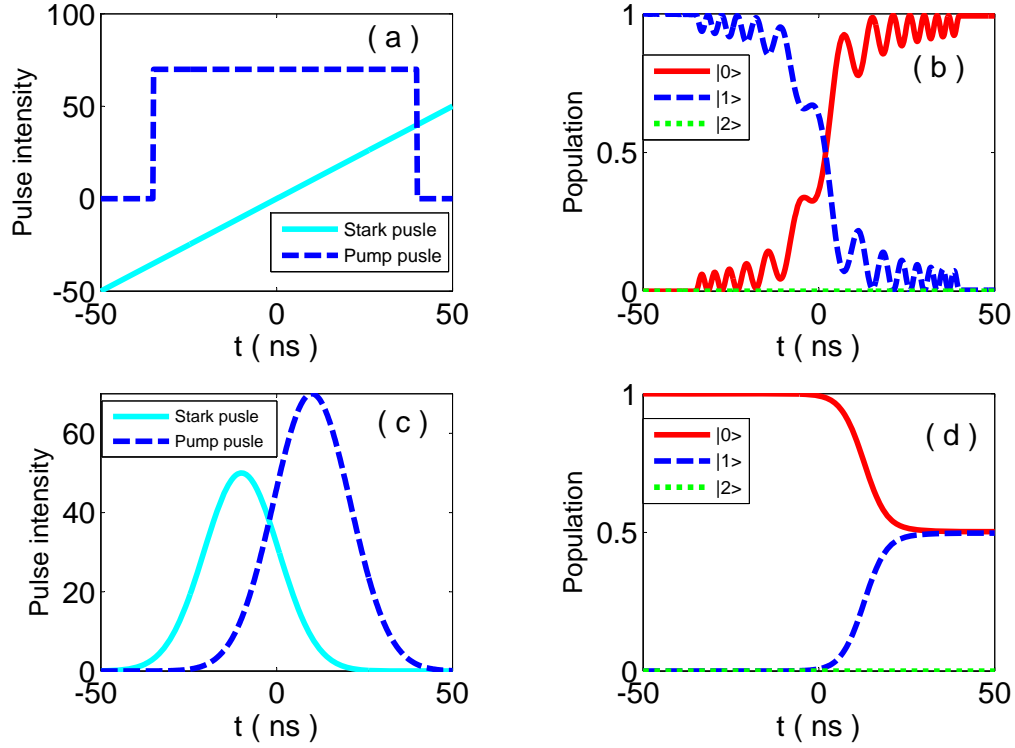 ( a )
100
50
0
-50
Pulse intensity
Stark pusle
Pump pusle
-50
0
50
t ( ns )
( b )
1
0.5
0
Population
|0>
|1>
|2>
-50
0
50
t ( ns )
( c )
60
40
20
0
Pulse intensity
Stark pusle
Pump pusle
-50
0
50
t ( ns )
( d )
1
0.5
0
Population
|0>
|1>
|2>
-50
0
50
t ( ns )